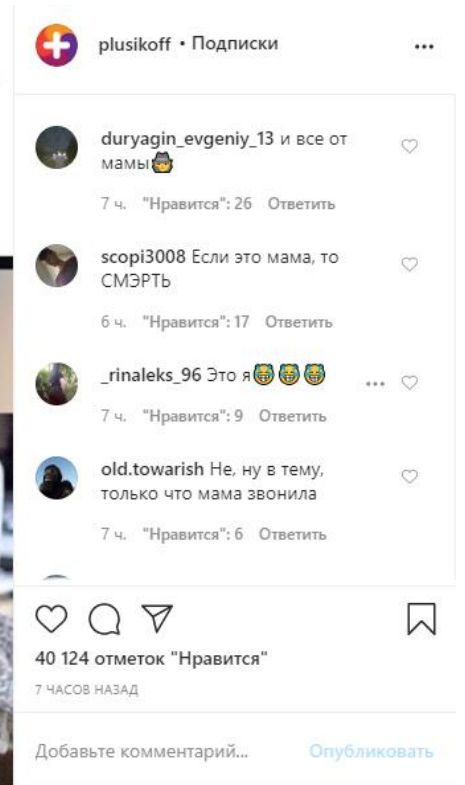 plusikoff • Подписки
duryagin_evgeniy_13 и все от
мамы
7 ч. "Нравится": 26 Ответить
scopi3008 Если это мама, то
СМЭРТЬ
6 ч. "Нравится": 17 Ответить
_rinaleks_96 Это я😹😹😹
7 ч. "Нравится": 9 Ответить
old.towarish Не, ну в тему,
только что мама звонила
7 ч. "Нравится": 6 Ответить
40 124 отметок "Нравится"
7 ЧАСОВ НАЗАД
Добавьте комментарий... Опубликовать